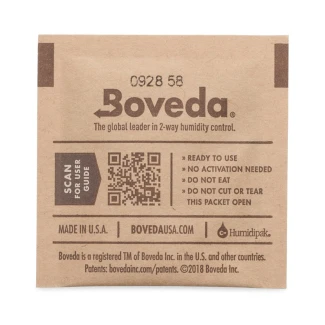 0928 58
Boveda®
The global leader in 2-way humidity control.
SCAN
FOR USER
GUIDE
▪ READY TO USE
▪ NO ACTIVATION NEEDED
▪ DO NOT EAT
▪ DO NOT CUT OR TEAR
THIS PACKET OPEN
MADE IN U.S.A.
BOVEDAUSA.COM
Humidipak.
Boveda is a registered TM of Boveda Inc. in the U.S. and other countries.
Patents: bovedainc.com/patents. ©2018 Boveda Inc.